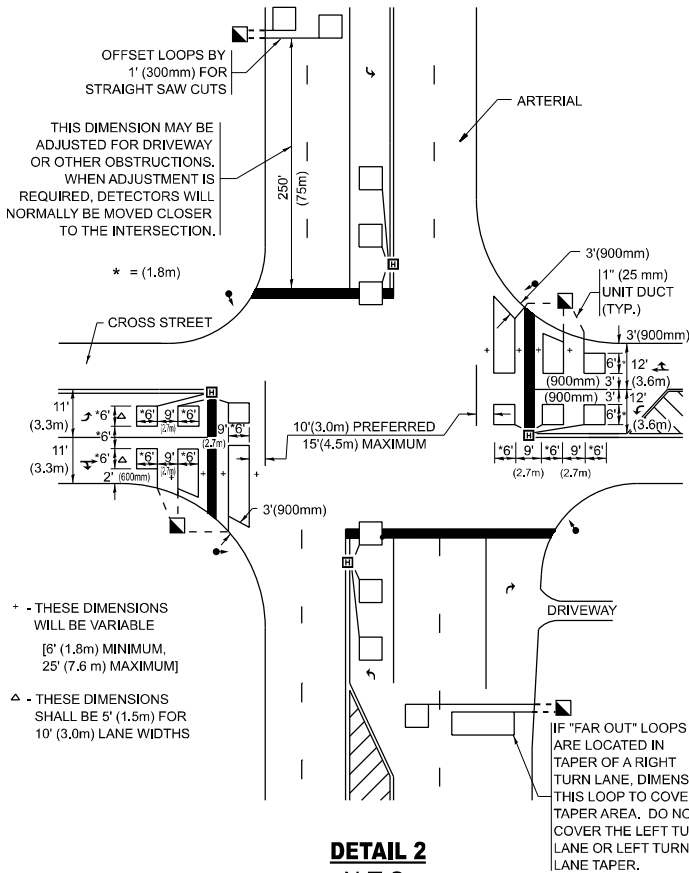 OFFSET LOOPS BY
1' (300mm) FOR
STRAIGHT SAW CUTS
ARTERIAL
THIS DIMENSION MAY BE
ADJUSTED FOR DRIVEWAY
OR OTHER OBSTRUCTIONS.
WHEN ADJUSTMENT IS
REQUIRED, DETECTORS WILL
NORMALLY BE MOVED CLOSER
TO THE INTERSECTION.
250'
(75m)
* = (1.8m)
H
3'(900mm)
1" (25 mm)
UNIT DUCT
(TYP.)
CROSS STREET
3'(900mm)
6'*
12'
(3.6m)
(900mm) 3'
(900mm) 3'
6'*
12'
(3.6m)
H
*6' 9' *6' 9' *6'
(2.7m) (2.7m)
H
11'
(3.3m)
*6' △ *6' 9' *6' 9' *6'
(2.7m) (2.7m)
*6'
11'
(3.3m)
*6' △ *6' 9' *6'
(2.7m)
2' (600mm)
10'(3.0m) PREFERRED
15'(4.5m) MAXIMUM
3'(900mm)
H
+ - THESE DIMENSIONS
WILL BE VARIABLE
[6' (1.8m) MINIMUM,
25' (7.6 m) MAXIMUM]
△ - THESE DIMENSIONS
SHALL BE 5' (1.5m) FOR
10' (3.0m) LANE WIDTHS
DRIVEWAY
IF "FAR OUT" LOOPS
ARE LOCATED IN
TAPER OF A RIGHT
TURN LANE, DIMENS
THIS LOOP TO COVE
TAPER AREA. DO NO
COVER THE LEFT TU
LANE OR LEFT TURN
LANE TAPER.
DETAIL 2